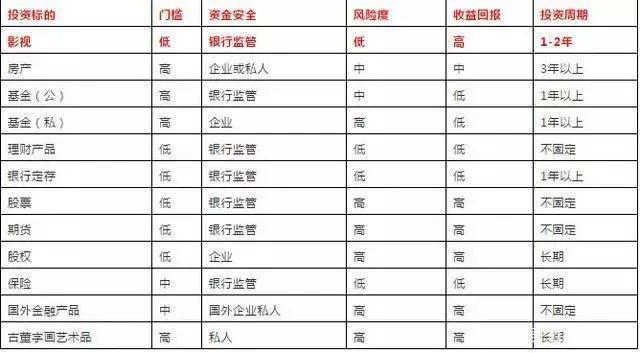 投资标的 门槛 资金安全 风险度 收益回报 投资周期
影视 低 银行监管 低 高 1-2年
房产 高 企业或私人 中 中 3年以上
基金（公） 高 银行监管 中 低 1年以上
基金（私） 高 企业 高 低 1年以上
理财产品 低 银行监管 低 低 不固定
银行定存 低 银行监管 低 低 1年以上
股票 低 银行监管 高 高 不固定
期货 低 银行监管 高 高 不固定
股权 低 企业 高 高 长期
保险 中 银行监管 低 低 长期
国外金融产品 中 国外企业私人 高 高 不固定
古董字画艺术品 高 私人 高 高 长期